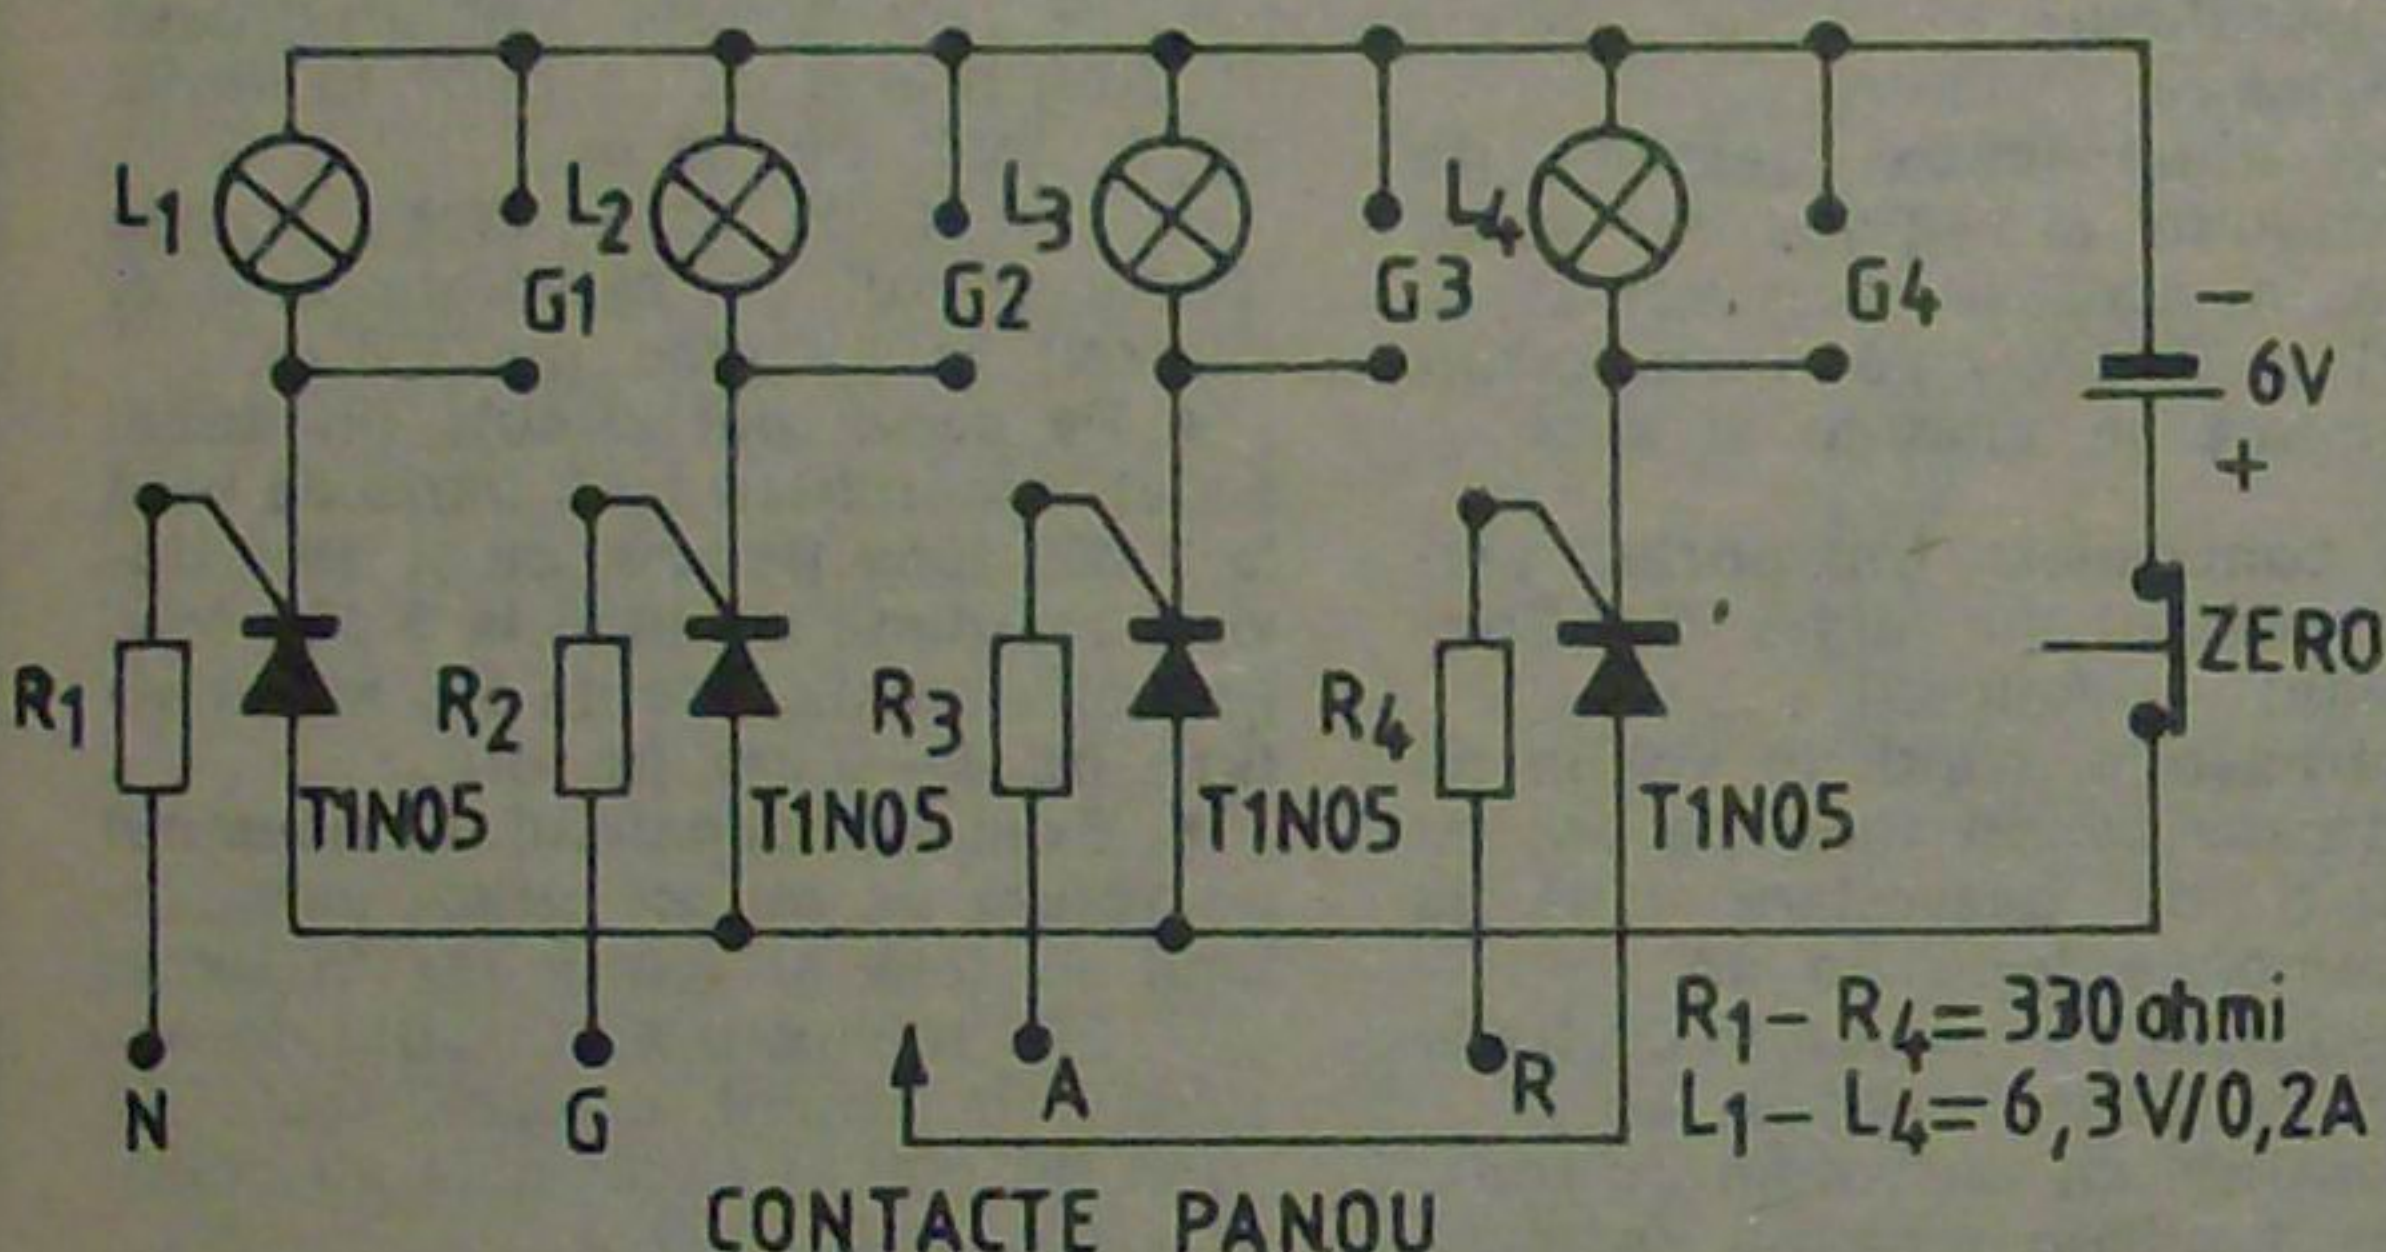 L1
L2
L3
L4
G1
G2
G3
G4
-
6V
+
ZERO
R1
R2
R3
R4
T1N05
T1N05
T1N05
T1N05
N
G
A
R
R1 - R4 = 330 ohmi
L1 - L4 = 6,3V/0,2A
CONTACTE PANOU